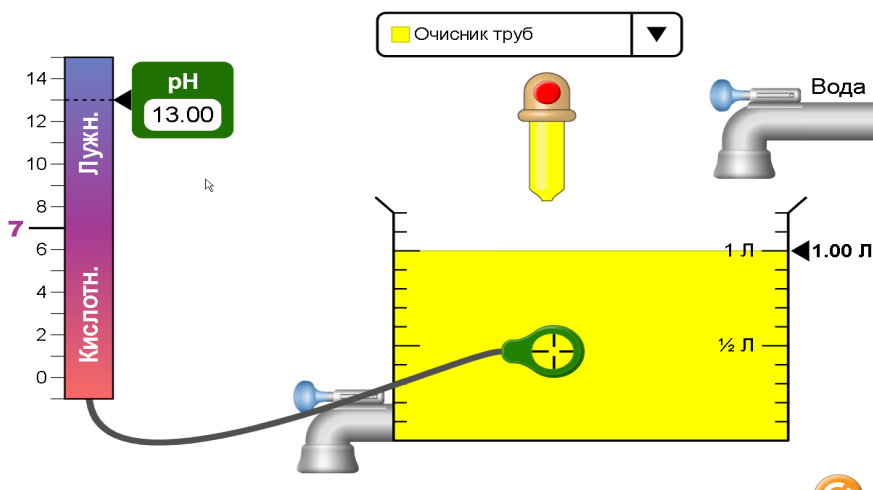 Очисник труб
Вода
pH
13.00
14
12
10
8
7
6
4
2
0
Лужн.
Кислотн.
1 Л
1.00 Л
½ Л